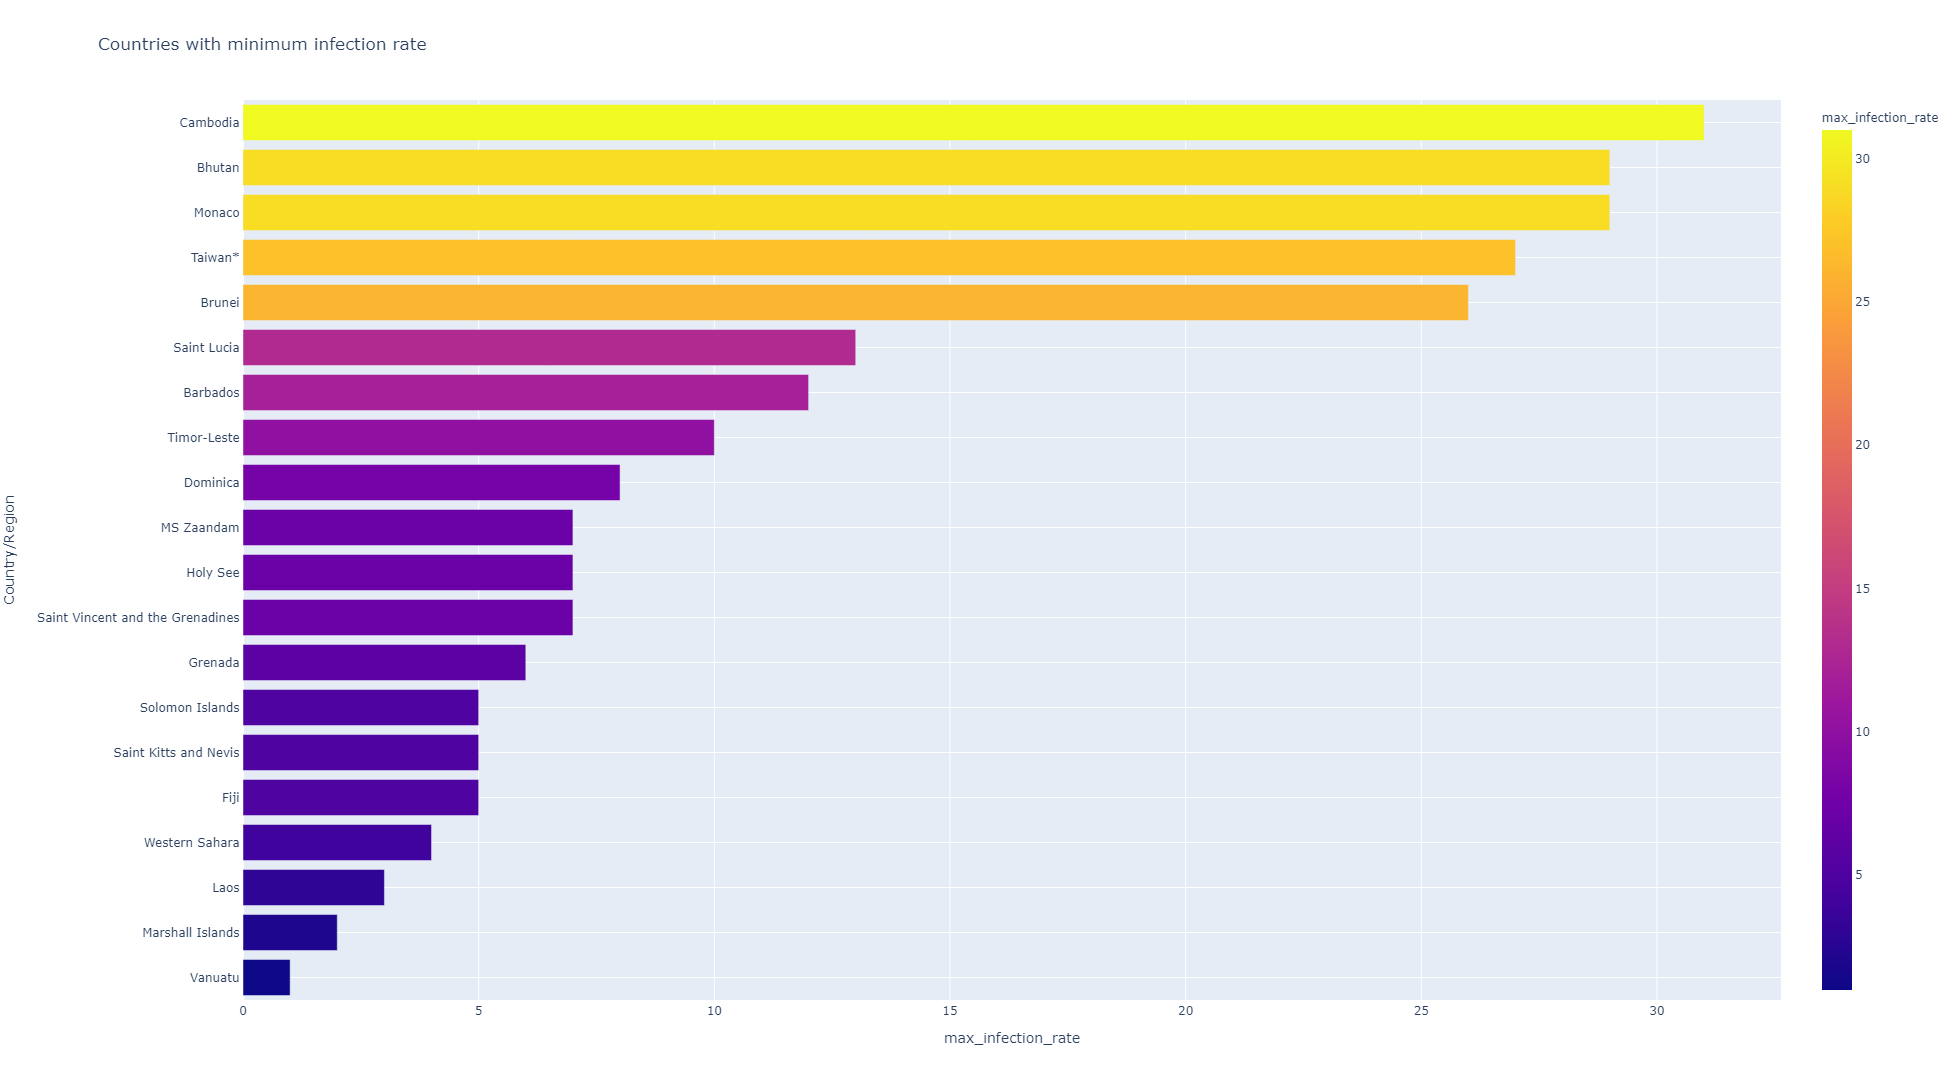 Countries with minimum infection rate
Country/Region
Cambodia
Bhutan
Monaco
Taiwan*
Brunei
Saint Lucia
Barbados
Timor-Leste
Dominica
MS Zaandam
Holy See
Saint Vincent and the Grenadines
Grenada
Solomon Islands
Saint Kitts and Nevis
Fiji
Western Sahara
Laos
Marshall Islands
Vanuatu
0 5 10 15 20 25 30
max_infection_rate
max_infection_rate
30
25
20
15
10
5